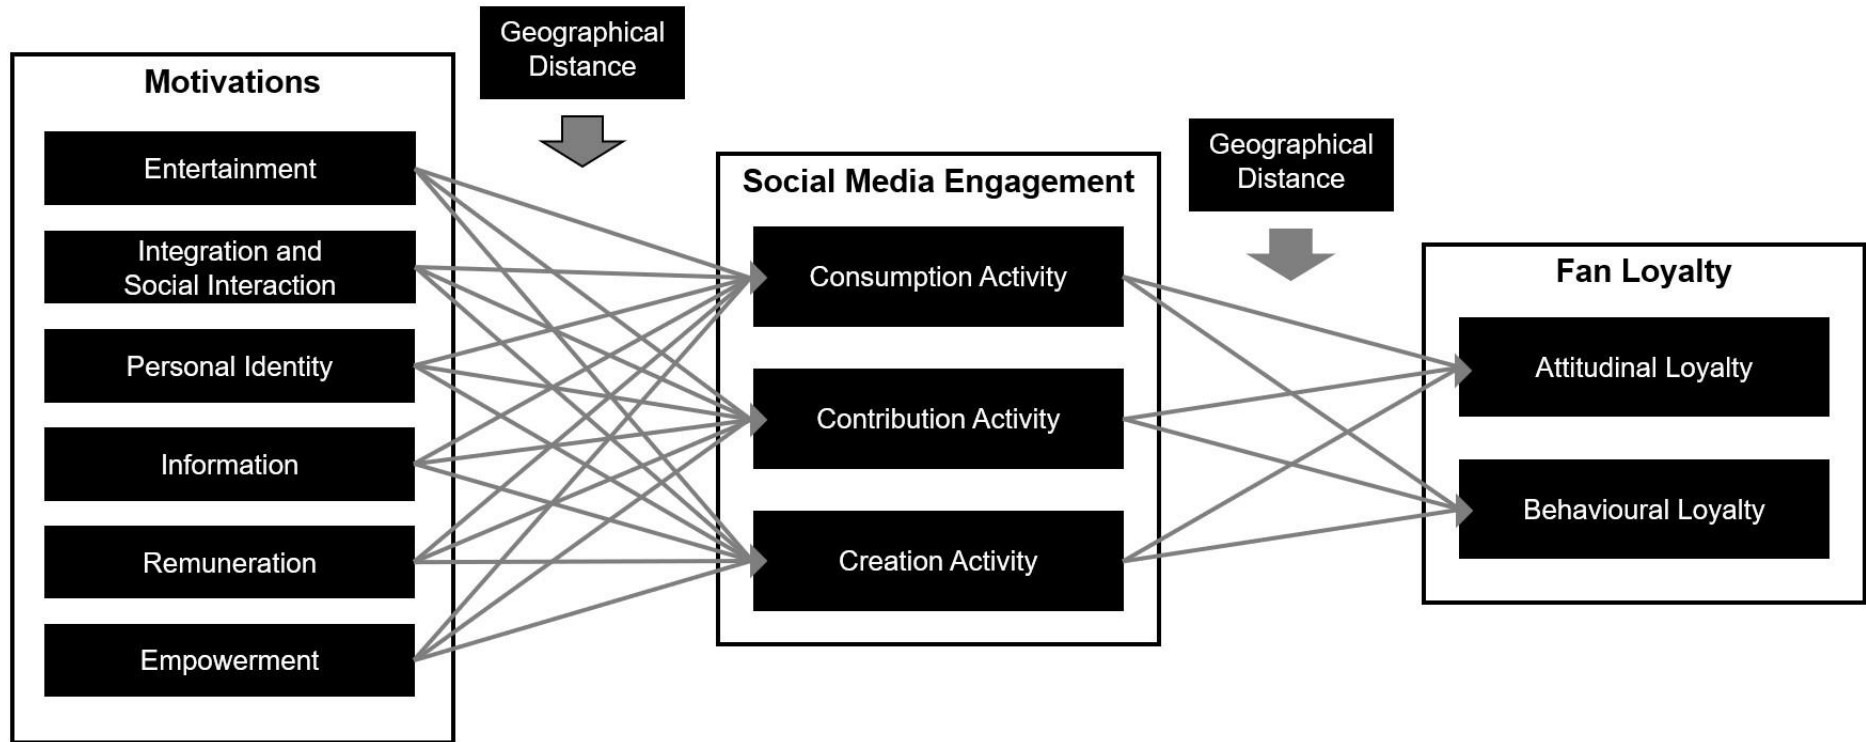 Geographical
Distance
Motivations
Entertainment
Integration and
Social Interaction
Personal Identity
Information
Remuneration
Empowerment
Social Media Engagement
Consumption Activity
Contribution Activity
Creation Activity
Geographical
Distance
Fan Loyalty
Attitudinal Loyalty
Behavioural Loyalty